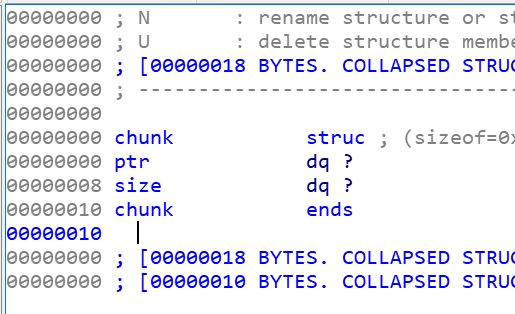 00000000 ; N : rename structure or st
00000000 ; U : delete structure memb
00000000 ; [00000018 BYTES. COLLAPSED STRUC
00000000 ; ----------------------------------
00000000
00000000 chunk struc ; (sizeof=0x
00000000 ptr dq ?
00000008 size dq ?
00000010 chunk ends
00000010
00000000 ; [00000018 BYTES. COLLAPSED STRUC
00000000 ; [00000010 BYTES. COLLAPSED STRUC